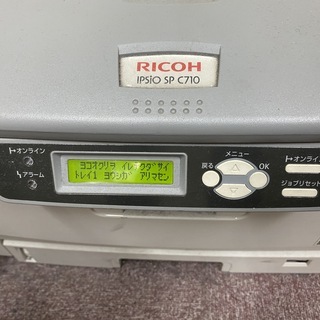 RICOH
IPSiO SP C710
オンライン
アラーム
ヨコオクリヲ イレテクダサイ
トレイ1 ヨウシガ アリマセン
メニュー
戻る
OK
オンライン
ジョブリセット